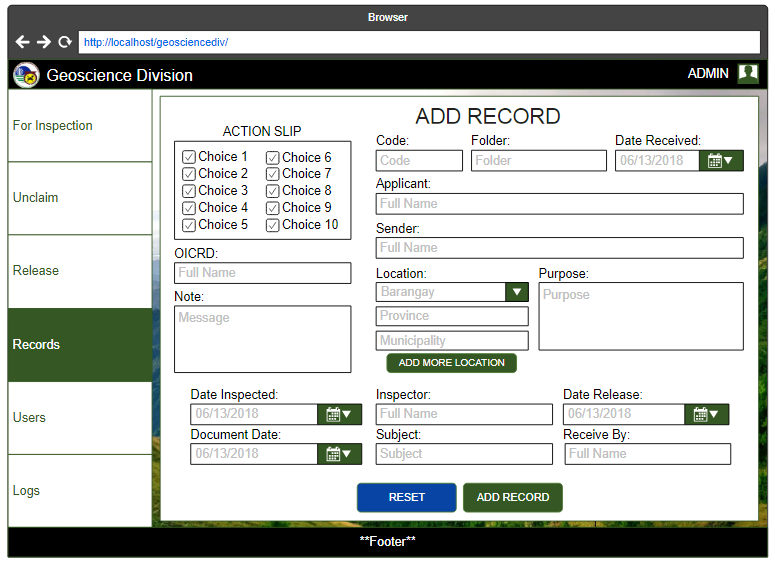 Browser
http://localhost/geosciencediv/
Geoscience Division
ADMIN
For Inspection
Unclaim
Release
Records
Users
Logs
ADD RECORD
ACTION SLIP
Choice 1
Choice 6
Choice 2
Choice 7
Choice 3
Choice 8
Choice 4
Choice 9
Choice 5
Choice 10
OICRD:
Full Name
Note:
Message
Code:
Code
Folder:
Folder
Date Received:
06/13/2018
Applicant:
Full Name
Sender:
Full Name
Location:
Barangay
Province
Municipality
ADD MORE LOCATION
Purpose:
Purpose
Date Inspected:
06/13/2018
Inspector:
Full Name
Date Release:
06/13/2018
Document Date:
06/13/2018
Subject:
Subject
Receive By:
Full Name
RESET
ADD RECORD
**Footer**